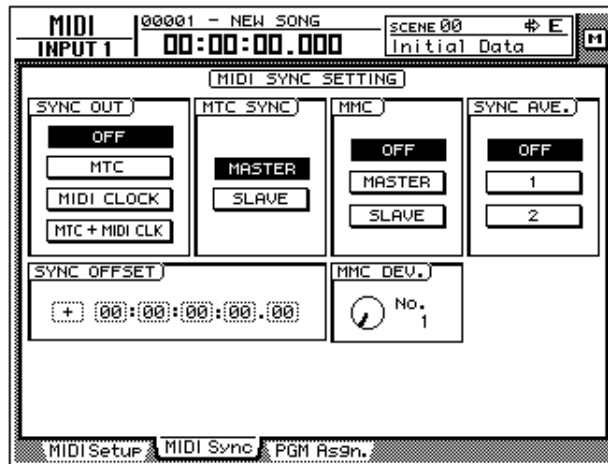 MIDI
INPUT 1
00001 - NEW SONG
00:00:00.000
SCENE 00 E
Initial Data
M
MIDI SYNC SETTING
SYNC OUT
OFF
MTC
MIDI CLOCK
MTC + MIDI CLK
MTC SYNC
MASTER
SLAVE
MMC
OFF
MASTER
SLAVE
SYNC AVE.
OFF
1
2
SYNC OFFSET
+ 00:00:00:00.00
MMC DEV.
No.
1
MIDI Setup
MIDI Sync
PGM Asgn.